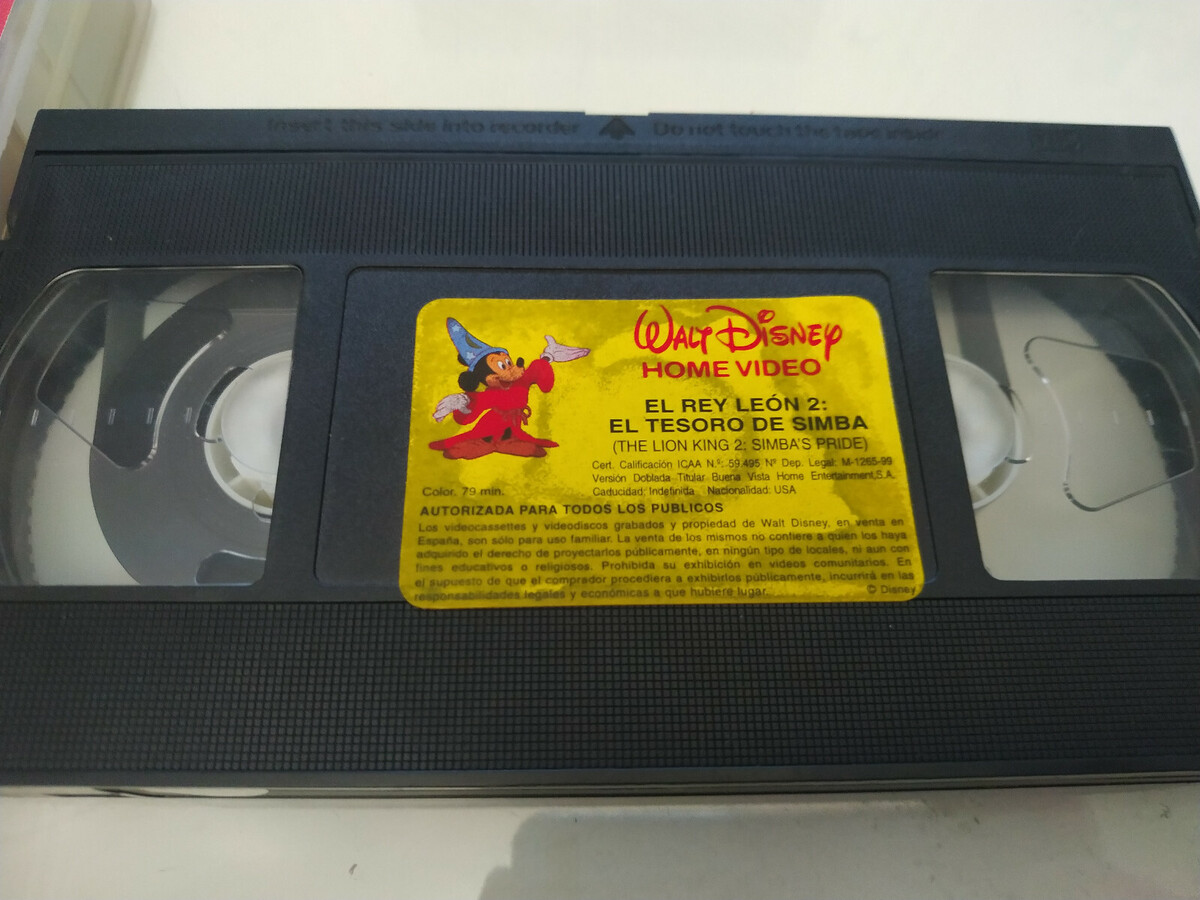 Insert this side into recorder Do not touch the tape inside
VHS
WALT DISNEY
HOME VIDEO
EL REY LEÓN 2:
EL TESORO DE SIMBA
(THE LION KING 2: SIMBA'S PRIDE)
Cert. Calificación ICAA N.º: 59.495 Nº Dep. Legal: M-1265-99
Versión Doblada Titular Buena Vista Home Entertainment,S.A.
Color. 79 min. Caducidad: Indefinida Nacionalidad: USA
AUTORIZADA PARA TODOS LOS PUBLICOS
Los videocassettes y videodiscos grabados y propiedad de Walt Disney, en venta en
España, son sólo para uso familiar. La venta de los mismos no contiere a quien los haya
adquirido el derecho de proyectarlos públicamente, en ningún tipo de locales, ni aun con
fines educativos o religiosos. Prohibida su exhibición en videos comunitarios. En
el supuesto de que el comprador procediera a exhibirlos públicamente, incurrirá en las
responsabilidades legales y económicas a que hubiere lugar. © Disney